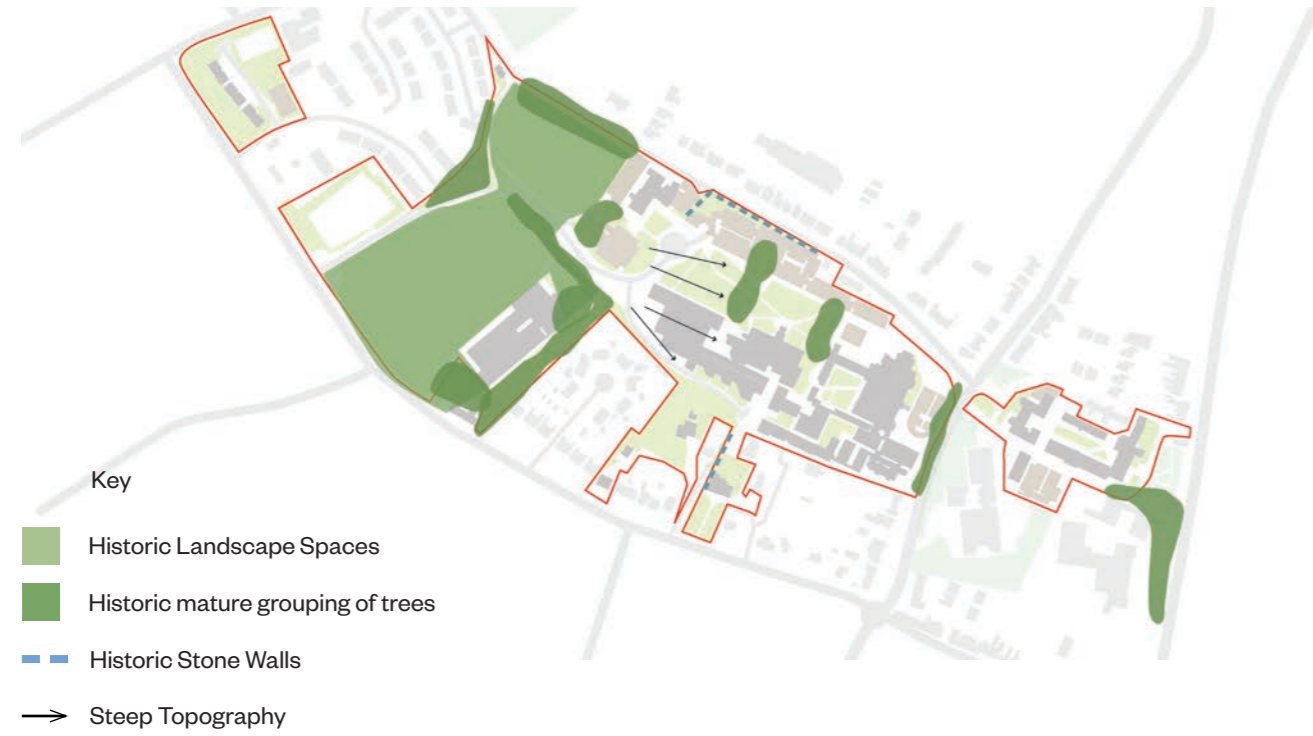 Key
Historic Landscape Spaces
Historic mature grouping of trees
Historic Stone Walls
Steep Topography